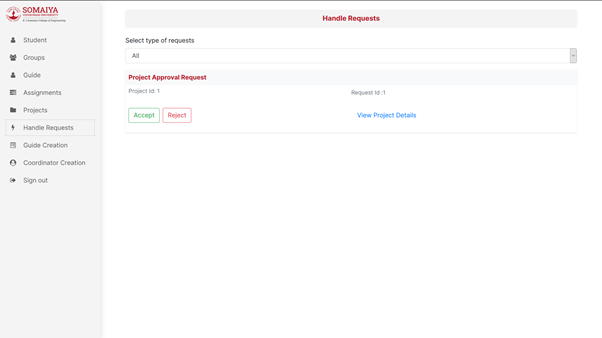 SOMAIYA
VIDYAVIHAR UNIVERSITY
K J Somaiya College of Engineering
Student
Groups
Guide
Assignments
Projects
Handle Requests
Guide Creation
Coordinator Creation
Sign out
Handle Requests
Select type of requests
All
Project Approval Request
Project Id: 1
Request Id :1
Accept
Reject
View Project Details